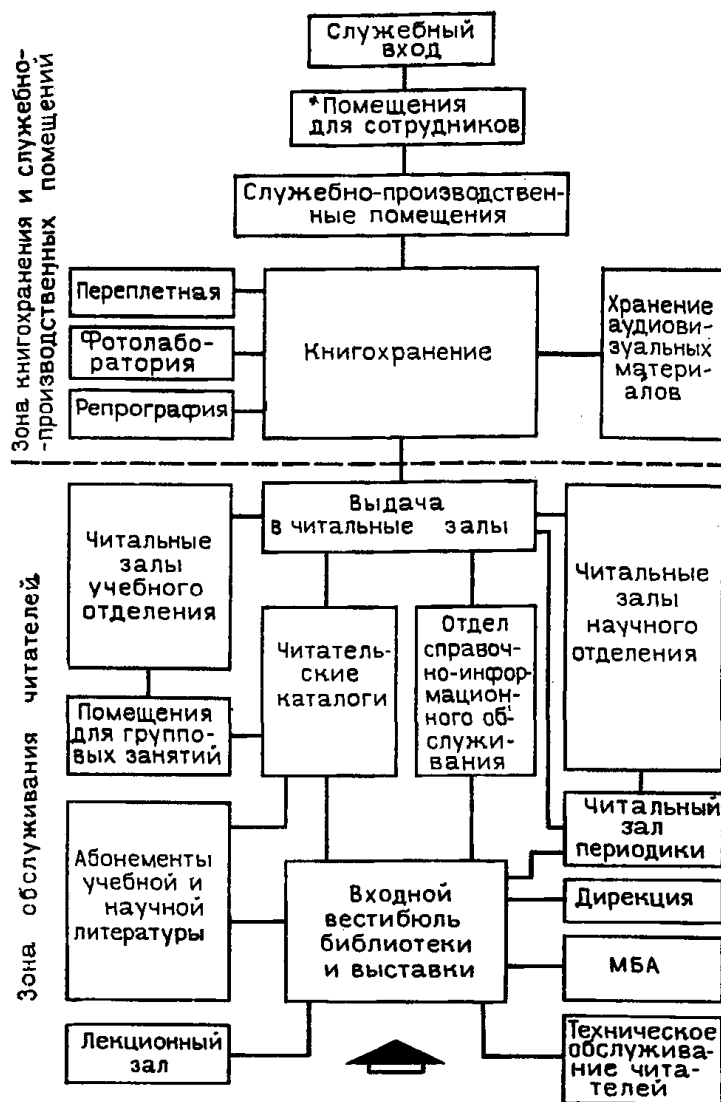 Зона книгохранения и служебно-
-производственных помещений
Служебный
вход
*Помещения
для сотрудников
Служебно-производствен-
ные помещения
Переплетная
Фотолабо-
ратория
Репрография
Книгохранение
Хранение
аудиови-
зуальных
матери-
алов
Зона обслуживания читателей
Выдача
в читальные залы
Читальные
залы
учебного
отделения
Читальные
залы
научного
отделения
Читатель-
ские
каталоги
Отдел
справоч-
но-инфор-
мацион-
ного об-
служи-
вания
Помещения
для группо-
вых занятий
Читальный
зал
периодики
Абонементы
учебной и
научной
литературы
Входной
вестибюль
библиотеки
и выставки
Дирекция
МБА
Лекционный
зал
Техническое
обслужива-
ние чита-
телей